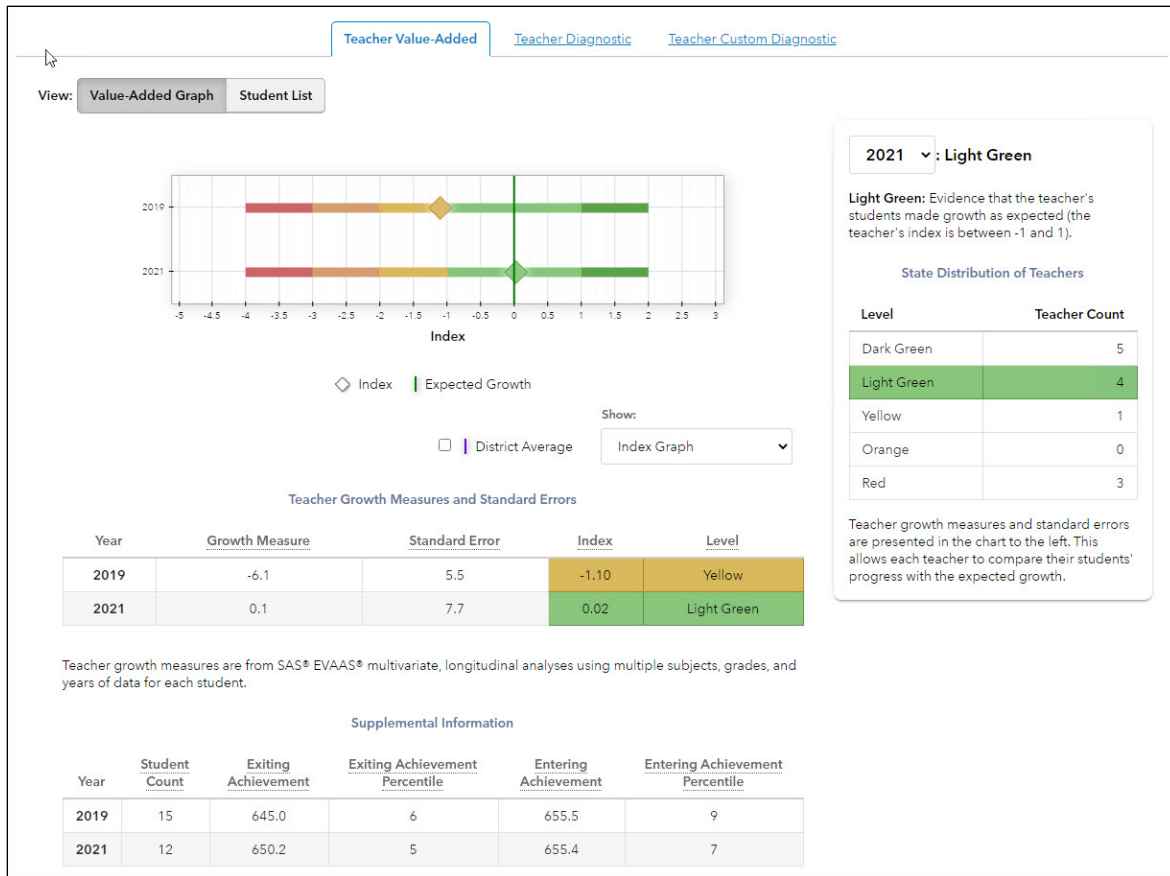 Teacher Value-Added Teacher Diagnostic Teacher Custom Diagnostic
View: Value-Added Graph Student List
2019
2021
-5 -4.5 -4 -3.5 -3 -2.5 -2 -1.5 -1 -0.5 0 0.5 1 1.5 2 2.5 3
Index
Index Expected Growth
Show:
District Average Index Graph
Teacher Growth Measures and Standard Errors
Year Growth Measure Standard Error Index Level
2019 -6.1 5.5 -1.10 Yellow
2021 0.1 7.7 0.02 Light Green
Teacher growth measures are from SAS® EVAAS® multivariate, longitudinal analyses using multiple subjects, grades, and
years of data for each student.
Supplemental Information
Year Student Count Exiting Achievement Exiting Achievement Percentile Entering Achievement Entering Achievement Percentile
2019 15 645.0 6 655.5 9
2021 12 650.2 5 655.4 7
2021 : Light Green
Light Green: Evidence that the teacher's
students made growth as expected (the
teacher's index is between -1 and 1).
State Distribution of Teachers
Level Teacher Count
Dark Green 5
Light Green 4
Yellow 1
Orange 0
Red 3
Teacher growth measures and standard errors
are presented in the chart to the left. This
allows each teacher to compare their students'
progress with the expected growth.